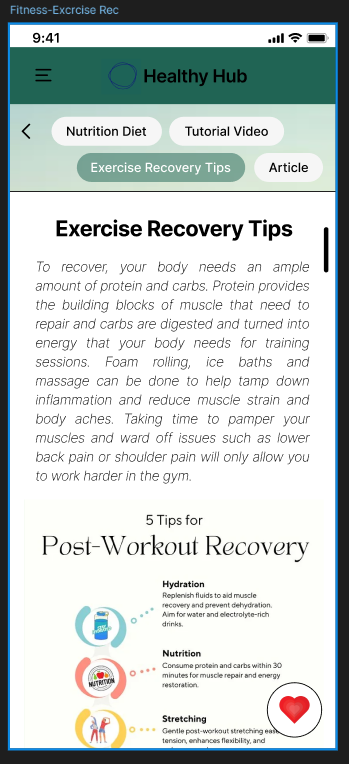 Fitness-Excrcise Rec
9:41
Healthy Hub
Nutrition Diet
Tutorial Video
Exercise Recovery Tips
Article
Exercise Recovery Tips
To recover, your body needs an ample
amount of protein and carbs. Protein provides
the building blocks of muscle that need to
repair and carbs are digested and turned into
energy that your body needs for training
sessions. Foam rolling, ice baths and
massage can be done to help tamp down
inflammation and reduce muscle strain and
body aches. Taking time to pamper your
muscles and ward off issues such as lower
back pain or shoulder pain will only allow you
to work harder in the gym.
5 Tips for
Post-Workout Recovery
Hydration
Replenish fluids to aid muscle
recovery and prevent dehydration.
Aim for water and electrolyte-rich
drinks.
Nutrition
Consume protein and carbs within 30
minutes for muscle repair and energy
restoration.
NUTRITION
Stretching
Gentle post-workout stretching
tension, enhances flexibility, and